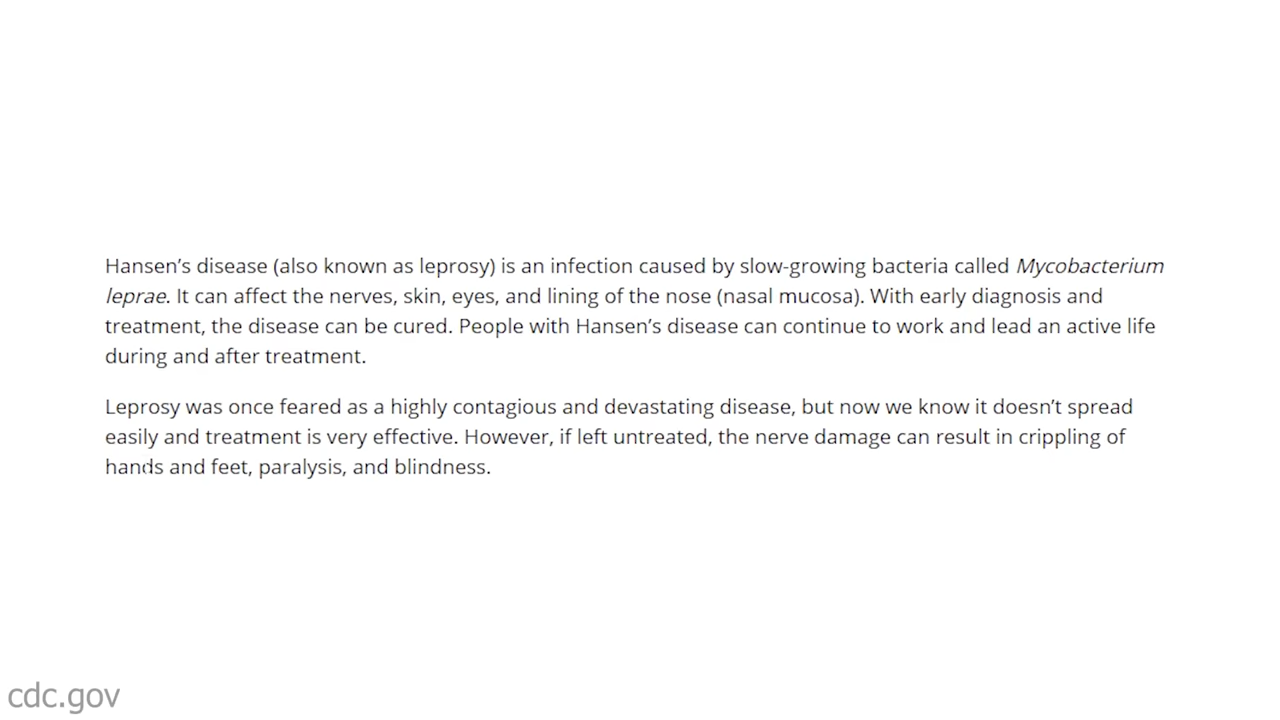 Hansen’s disease (also known as leprosy) is an infection caused by slow-growing bacteria called Mycobacterium
leprae. It can affect the nerves, skin, eyes, and lining of the nose (nasal mucosa). With early diagnosis and
treatment, the disease can be cured. People with Hansen’s disease can continue to work and lead an active life
during and after treatment.
Leprosy was once feared as a highly contagious and devastating disease, but now we know it doesn’t spread
easily and treatment is very effective. However, if left untreated, the nerve damage can result in crippling of
hands and feet, paralysis, and blindness.
cdc.gov